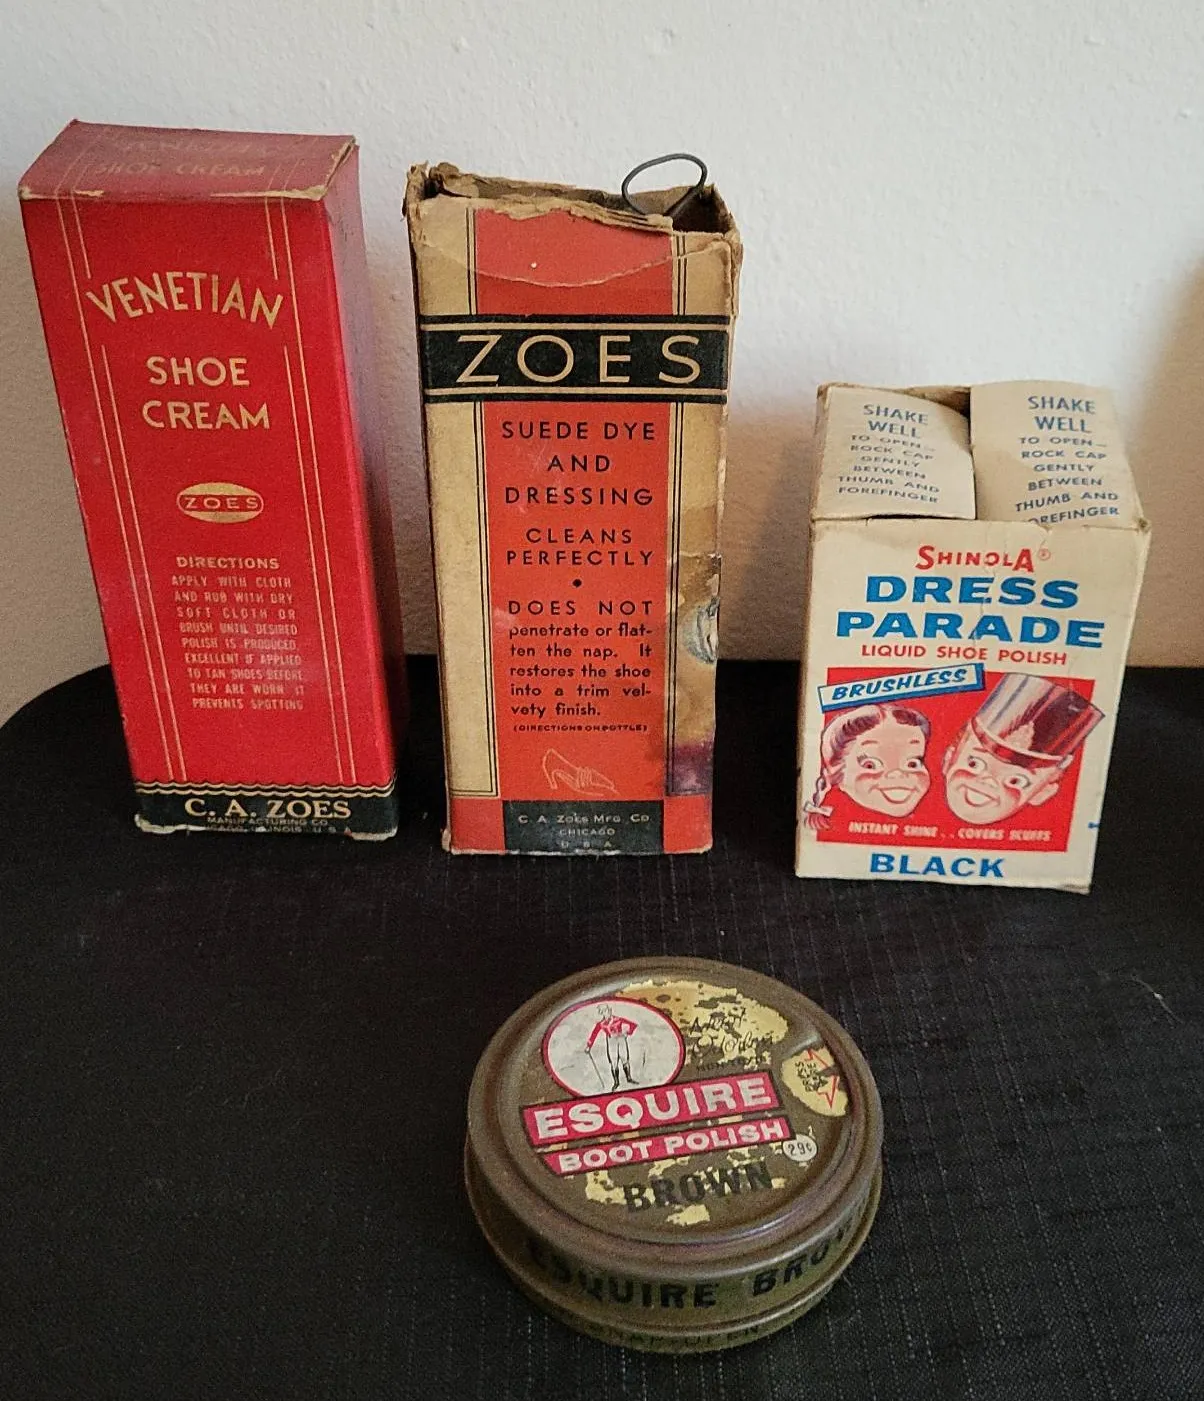 SHOE CREAM
VENETIAN
SHOE
CREAM
ZOES
DIRECTIONS
APPLY WITH CLOTH
AND RUB WITH DRY
SOFT CLOTH OR
BRUSH UNTIL DESIRED
POLISH IS PRODUCED.
EXCELLENT IF APPLIED
TO TAN SHOES BEFORE
THEY ARE WORN IT
PREVENTS SPOTTING
C. A. ZOES
MANUFACTURING CO.
CHICAGO, ILLINOIS, U. S. A.
ZOES
SUEDE DYE
AND
DRESSING
CLEANS
PERFECTLY
•
DOES NOT
penetrate or flat-
ten the nap. It
restores the shoe
into a trim vel-
vety finish.
(DIRECTIONS ON BOTTLE)
C A Zoes Mfg Co
CHICAGO
U S A
SHAKE
WELL
TO OPEN—
ROCK CAP
GENTLY
BETWEEN
THUMB AND
FOREFINGER
SHAKE
WELL
TO OPEN—
ROCK CAP
GENTLY
BETWEEN
THUMB AND
FOREFINGER
SHINOLA®
DRESS
PARADE
LIQUID SHOE POLISH
BRUSHLESS
INSTANT SHINE . . COVERS SCUFFS
BLACK
ESQUIRE
BOOT POLISH
29¢
BROWN
ESQUIRE BROWN